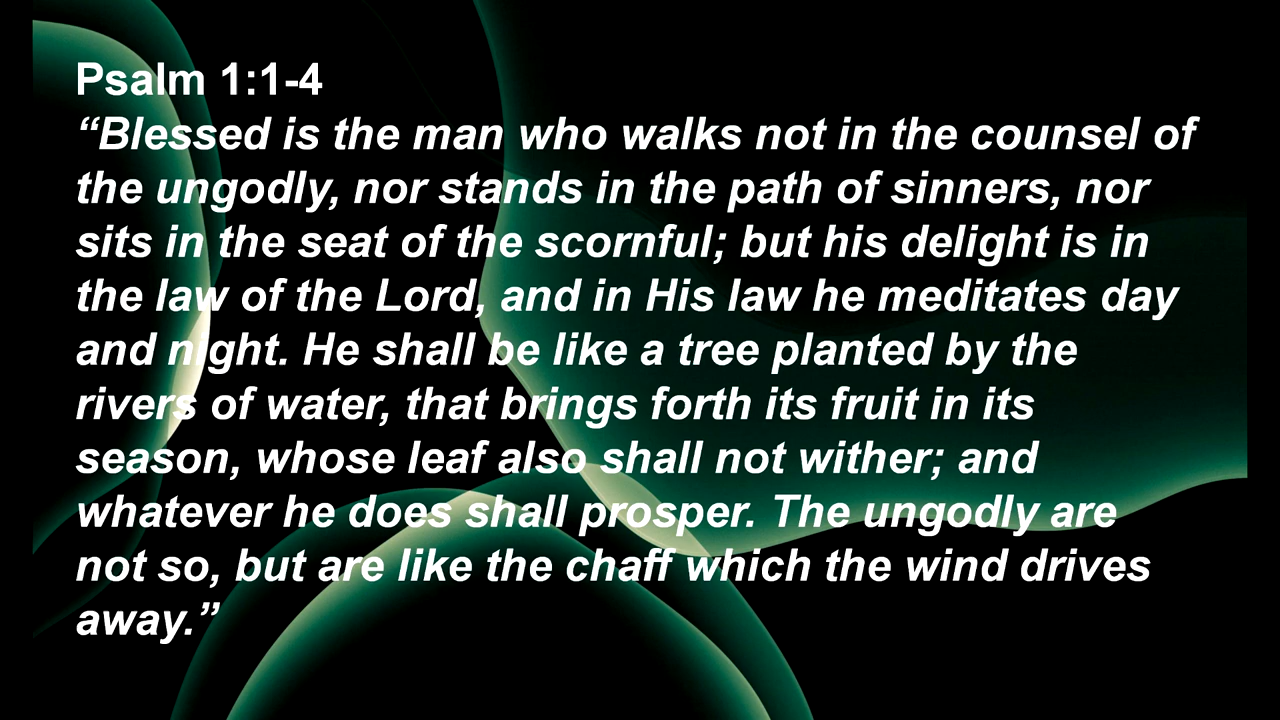 Psalm 1:1-4
“Blessed is the man who walks not in the counsel of
the ungodly, nor stands in the path of sinners, nor
sits in the seat of the scornful; but his delight is in
the law of the Lord, and in His law he meditates day
and night. He shall be like a tree planted by the
rivers of water, that brings forth its fruit in its
season, whose leaf also shall not wither; and
whatever he does shall prosper. The ungodly are
not so, but are like the chaff which the wind drives
away.”